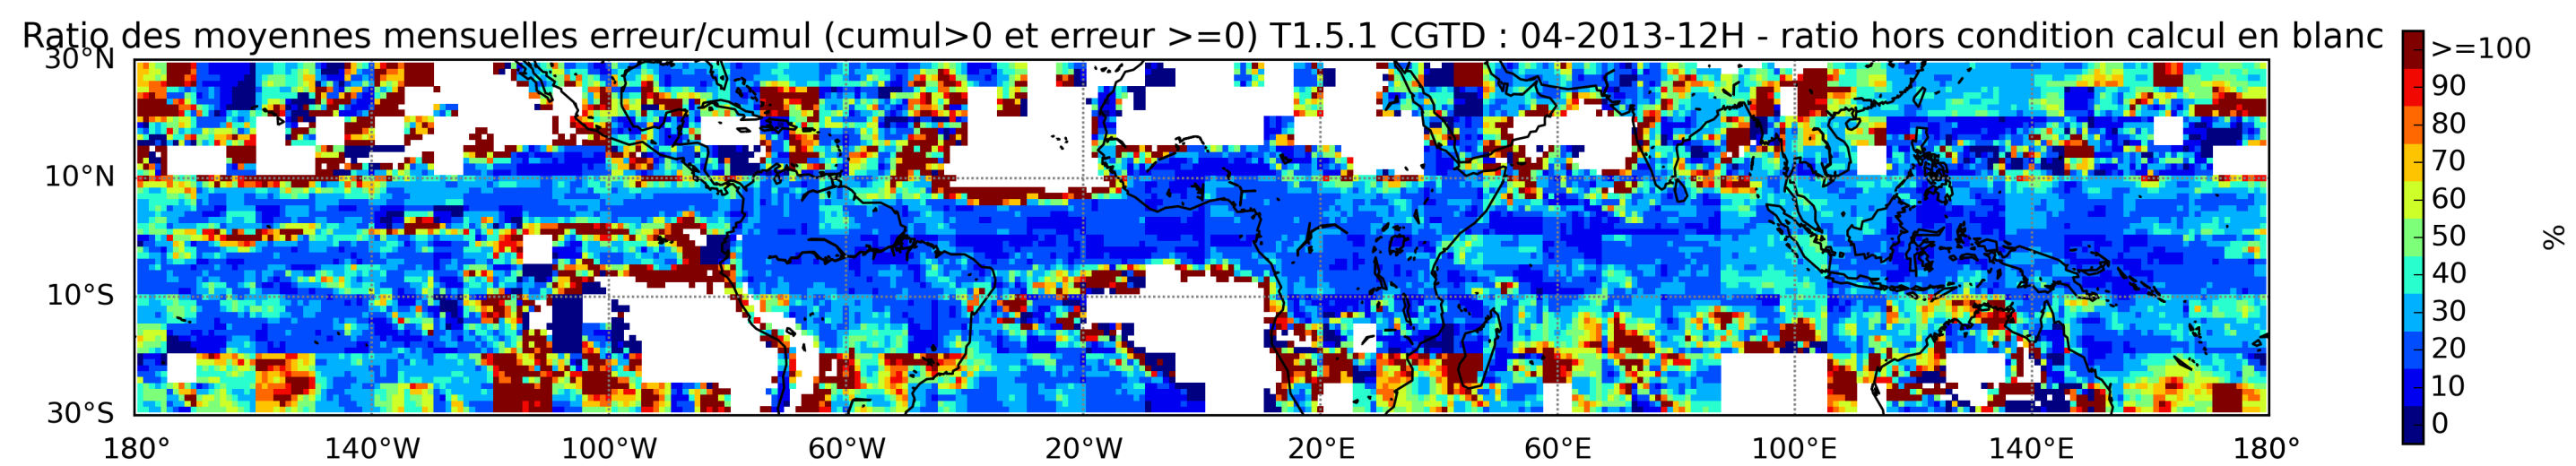 Ratio des moyennes mensuelles erreur/cumul (cumul>0 et erreur >=0) T1.5.1 CGTD : 04-2013-12H - ratio hors condition calcul en blanc
30°N
10°N
10°S
30°S
180°
140°W
100°W
60°W
20°W
20°E
60°E
100°E
140°E
180°
>=100
90
80
70
60
50
40
30
20
10
0
%